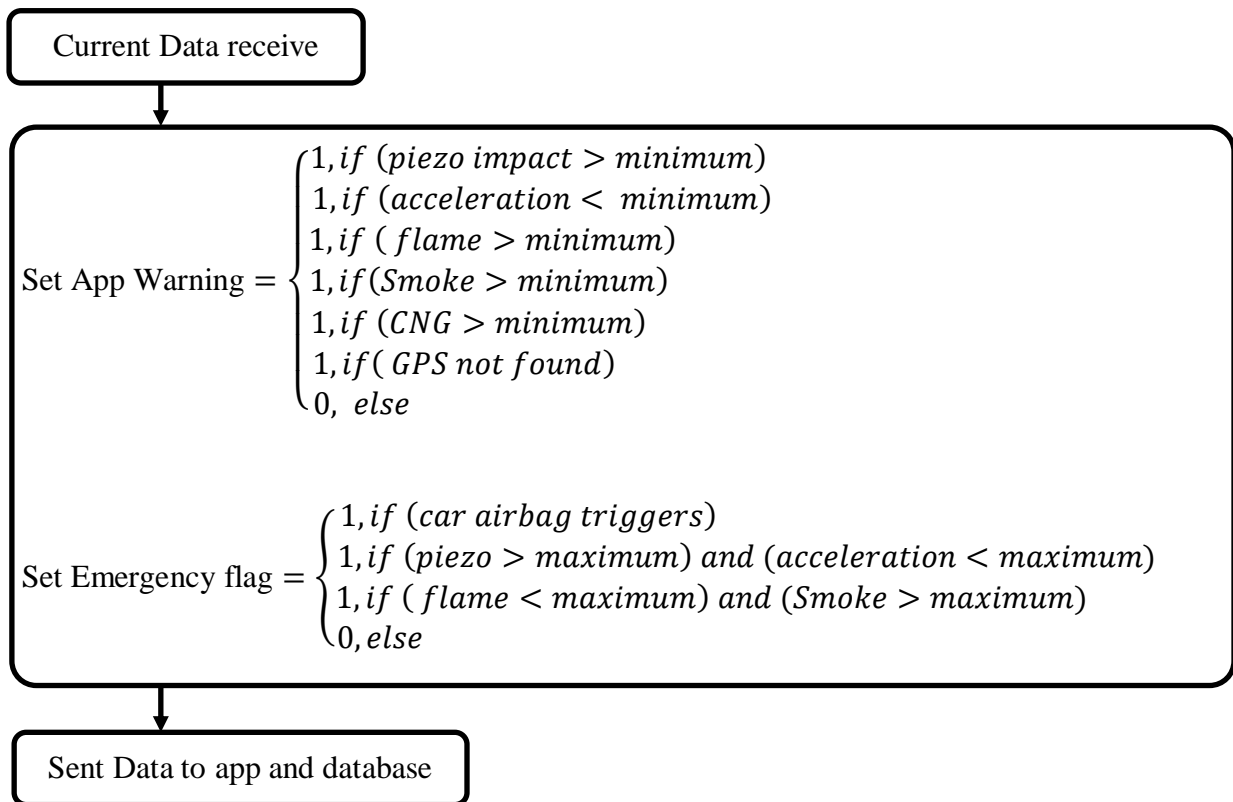 Current Data receive
1, if (piezo impact > minimum)
1, if (acceleration < minimum)
1, if ( flame > minimum)
Set App Warning = 1, if(Smoke > minimum)
1, if (CNG > minimum)
1, if( GPS not found)
0, else
1, if (car airbag triggers)
Set Emergency flag = 1, if (piezo > maximum) and (acceleration < maximum)
1, if ( flame < maximum) and (Smoke > maximum)
0, else
Sent Data to app and database